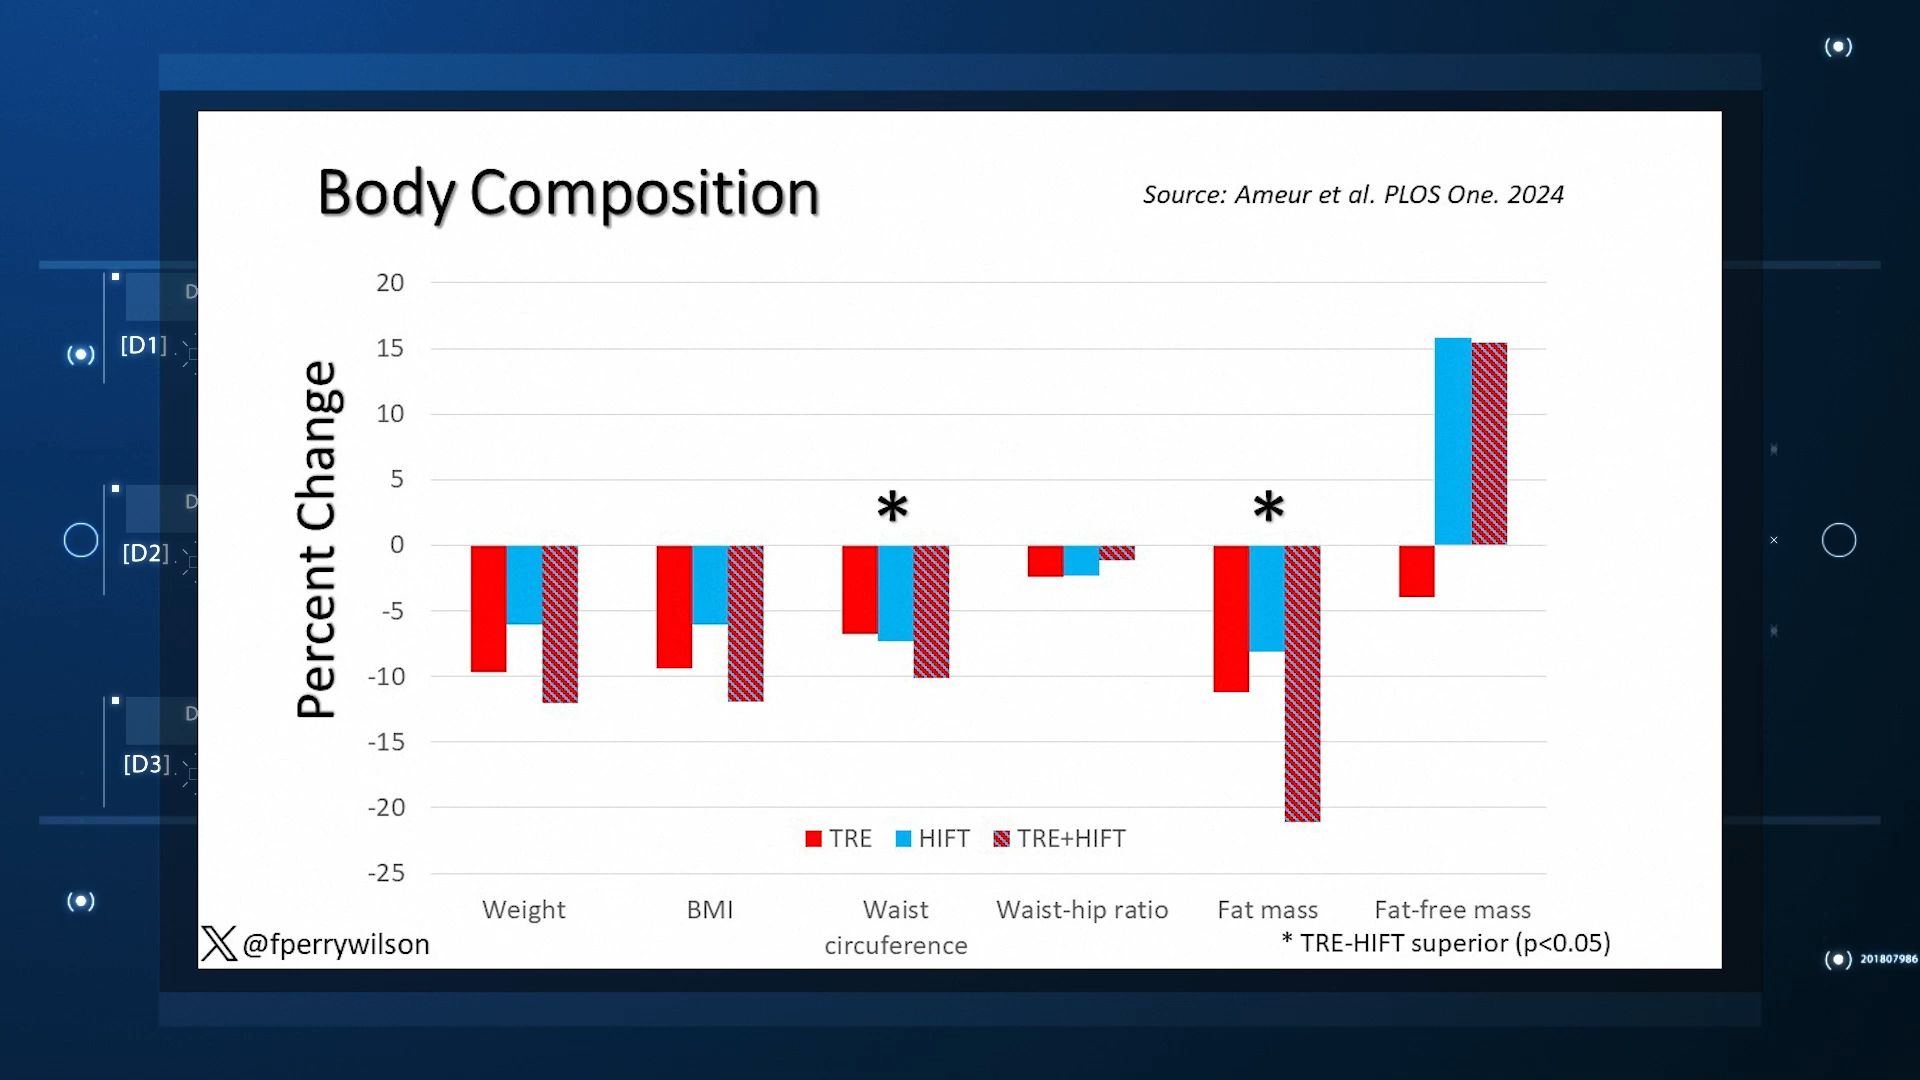 Body Composition
Source: Ameur et al. PLOS One. 2024
Percent Change
20
15
10
5
0
-5
-10
-15
-20
-25
TRE HIFT TRE+HIFT
Weight BMI Waist circuference Waist-hip ratio Fat mass Fat-free mass
* *
* TRE-HIFT superior (p<0.05)
X @fperrywilson
D
[D1]
D
[D2]
D
[D3]
201807986